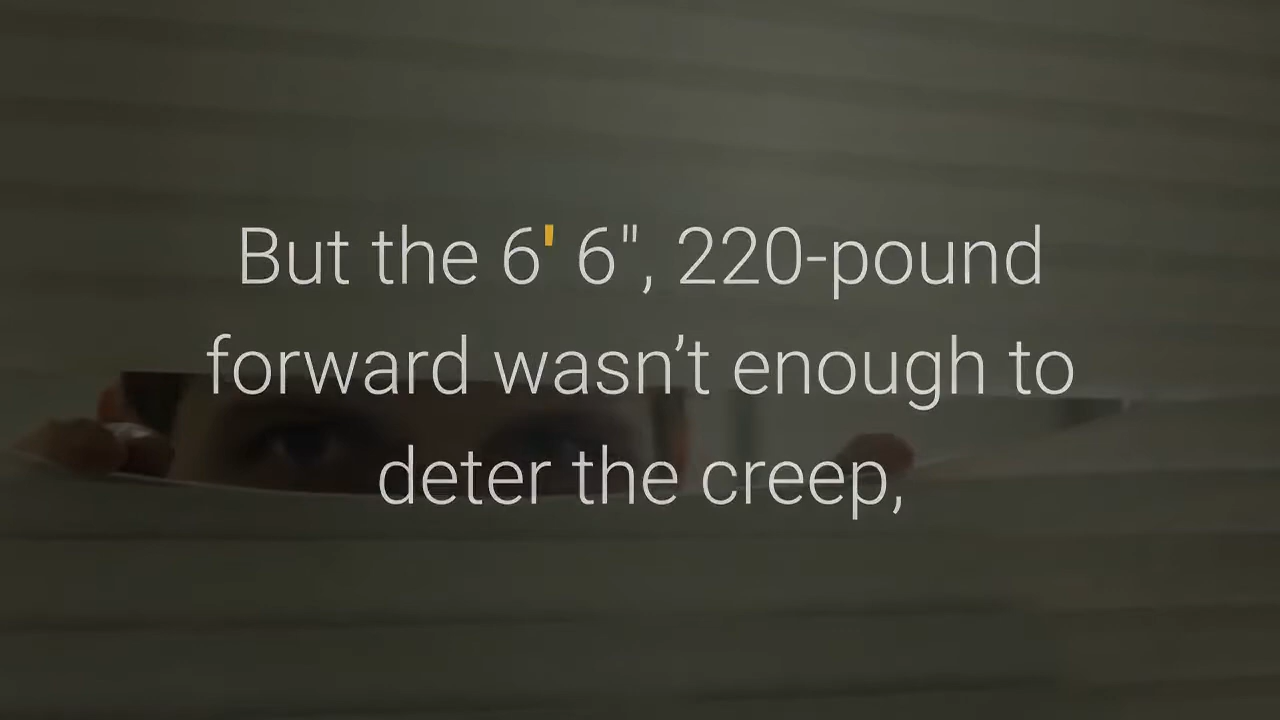 But the 6' 6", 220-pound
forward wasn’t enough to
deter the creep,